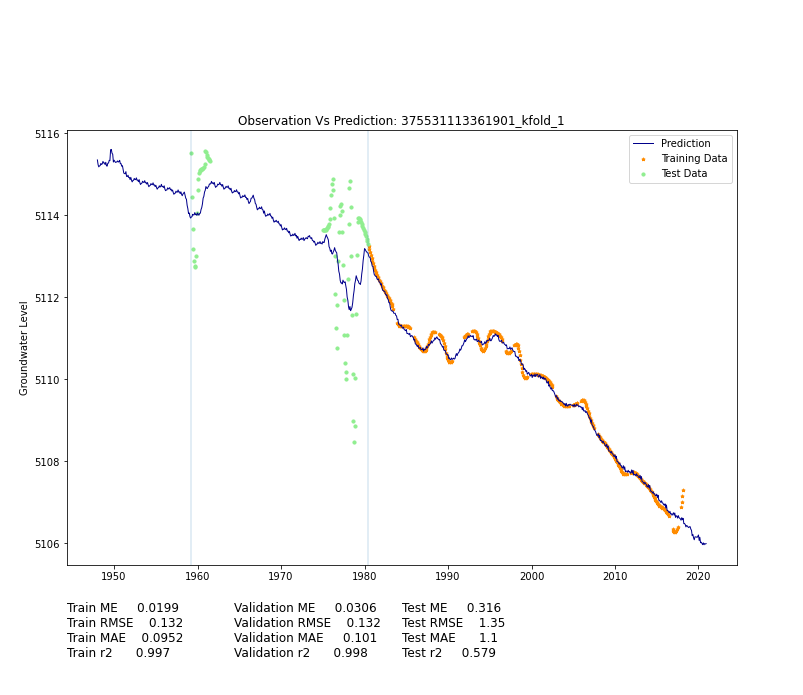 Observation Vs Prediction: 375531113361901_kfold_1
5116
5114
5112
5110
5108
5106
Groundwater Level
Prediction
Training Data
Test Data
1950 1960 1970 1980 1990 2000 2010 2020
Train ME 0.0199 Validation ME 0.0306 Test ME 0.316
Train RMSE 0.132 Validation RMSE 0.132 Test RMSE 1.35
Train MAE 0.0952 Validation MAE 0.101 Test MAE 1.1
Train r2 0.997 Validation r2 0.998 Test r2 0.579